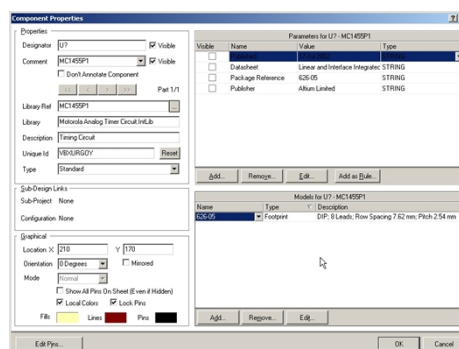 Component Properties
Properties
Designator U? Visible
Comment MC1455P1 Visible
Don't Annotate Component
<< < > >> Part 1/1
Library Ref MC1455P1 ...
Library Motorola Analog Timer Circuit.IntLib
Description Timing Circuit
Unique Id VBXURGOY Reset
Type Standard
Sub-Design Links
Sub-Project None
Configuration None
Graphical
Location X 210 Y 170
Orientation 0 Degrees Mirrored
Mode Normal
Show All Pins On Sheet (Even if Hidden)
Local Colors Lock Pins
Fills Lines Pins
Parameters for U? - MC1455P1
Visible Name Value Type
STRING
Datasheet Linear and Interface Integrated STRING
Package Reference 626-05 STRING
Publisher Altium Limited STRING
Add... Remove... Edit... Add as Rule...
Models for U? - MC1455P1
Name Type Description
626-05 Footprint DIP; 8 Leads; Row Spacing 7.62 mm; Pitch 2.54 mm
Add... Remove... Edit...
Edit Pins... OK Cancel